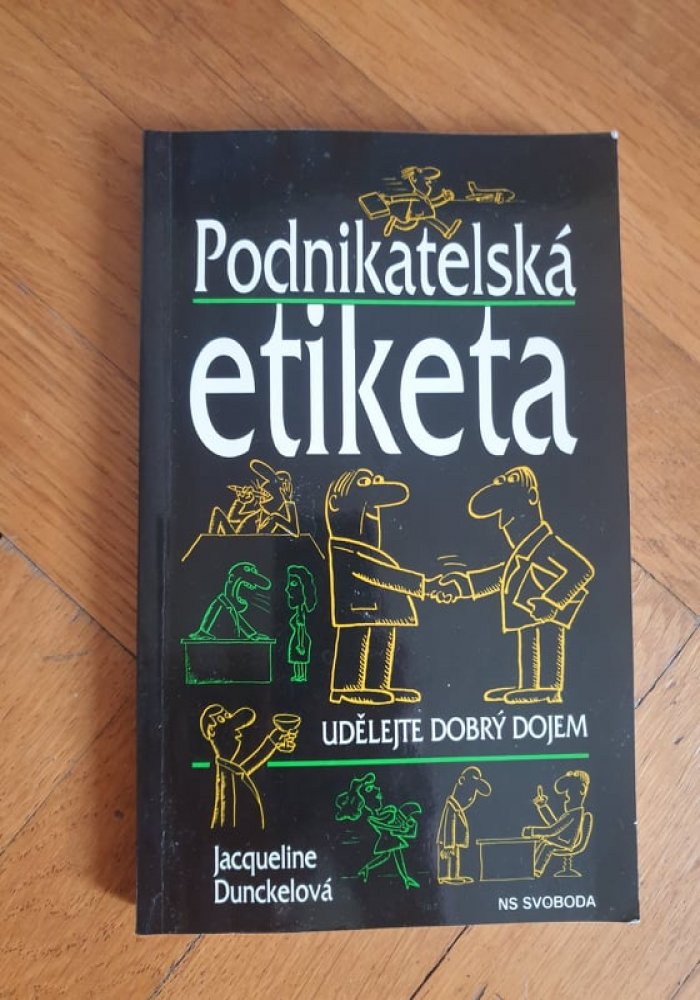 Podnikatelská
etiketa
UDĚLEJTE DOBRÝ DOJEM
Jacqueline
Dunckelová
NS SVOBODA